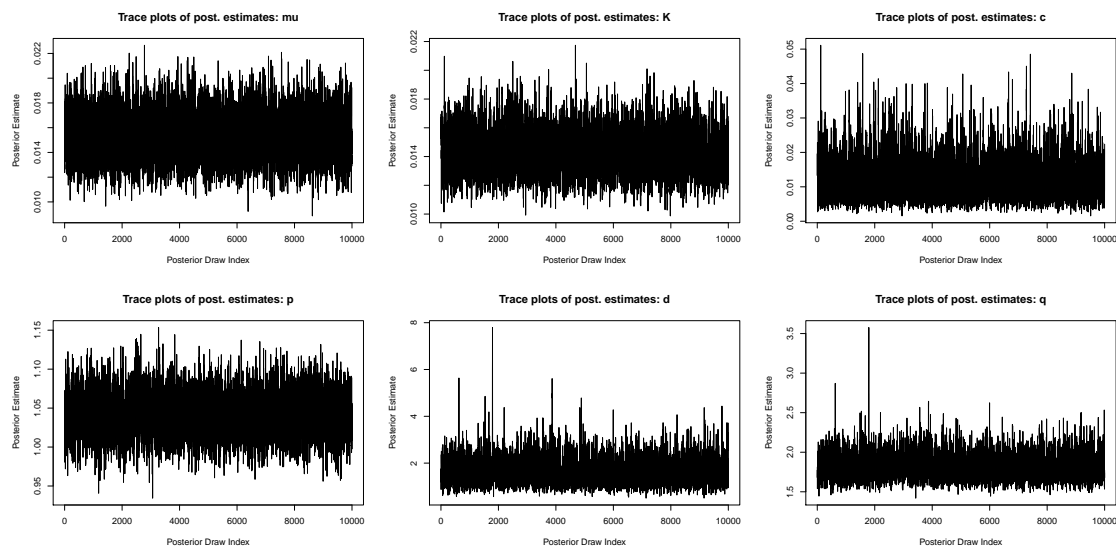 Trace plots of post. estimates: mu
Posterior Estimate
0.010 0.014 0.018 0.022
0 2000 4000 6000 8000 10000
Posterior Draw Index
Trace plots of post. estimates: K
Posterior Estimate
0.010 0.014 0.018 0.022
0 2000 4000 6000 8000 10000
Posterior Draw Index
Trace plots of post. estimates: c
Posterior Estimate
0.00 0.01 0.02 0.03 0.04 0.05
0 2000 4000 6000 8000 10000
Posterior Draw Index
Trace plots of post. estimates: p
Posterior Estimate
0.95 1.00 1.05 1.10 1.15
0 2000 4000 6000 8000 10000
Posterior Draw Index
Trace plots of post. estimates: d
Posterior Estimate
2 4 6 8
0 2000 4000 6000 8000 10000
Posterior Draw Index
Trace plots of post. estimates: q
Posterior Estimate
1.5 2.0 2.5 3.0 3.5
0 2000 4000 6000 8000 10000
Posterior Draw Index